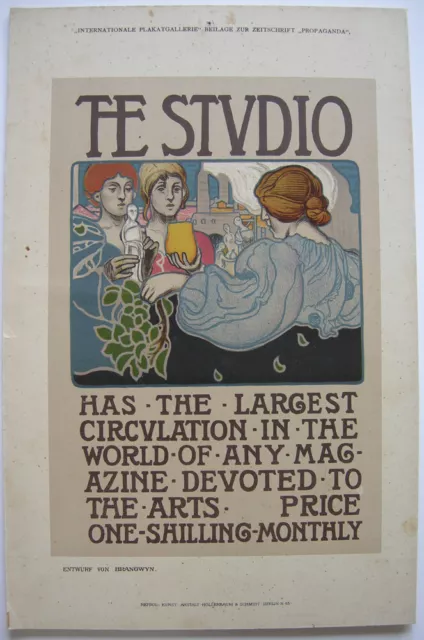 „INTERNATIONALE PLAKATGALLERIE" BEILAGE ZUR ZEITSCHRIFT „PROPAGANDA".
THE STVDIO
HAS · THE · LARGEST
CIRCVLATION · IN · THE
WORLD · OF · ANY · MAG-
AZINE · DEVOTED · TO
THE · ARTS · PRICE
ONE-SHILLING-MONTHLY
ENTWURF VON BRANGWYN.